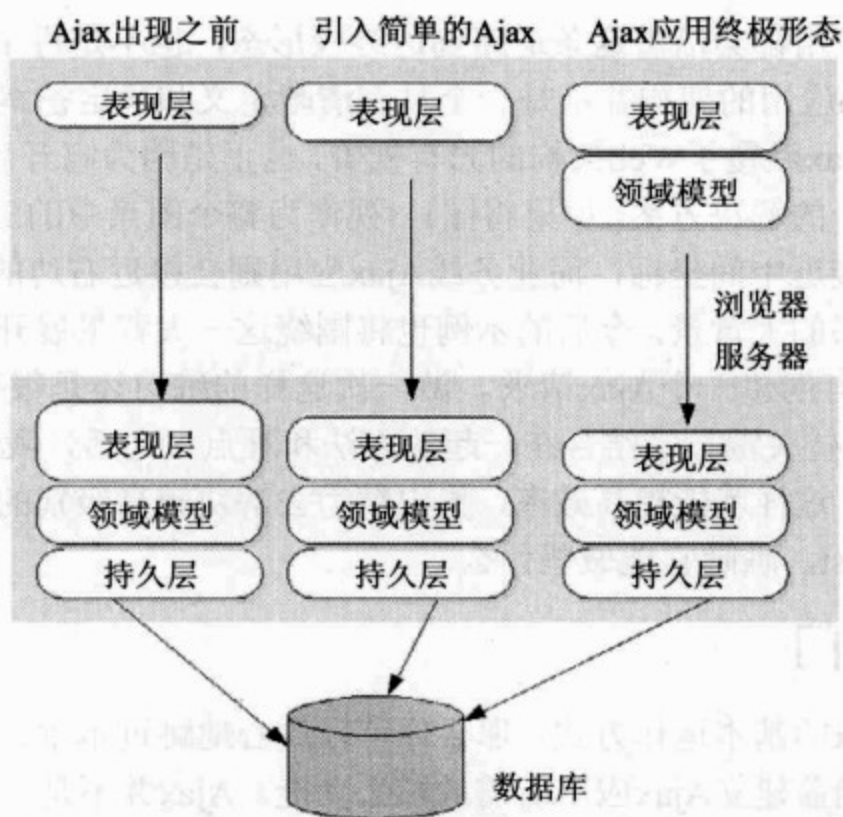 Ajax出现之前 引入简单的Ajax Ajax应用终极形态
表现层 表现层 表现层
领域模型
浏览器
服务器
表现层 表现层 表现层
领域模型 领域模型 领域模型
持久层 持久层 持久层
数据库